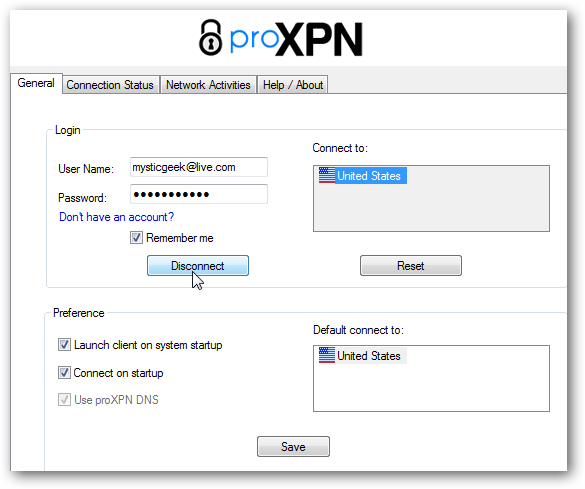 proXPN
General
Connection Status
Network Activities
Help / About
Login
User Name:
mysticgeek@live.com
Password:
●●●●●●●●●●●
Don't have an account?
Remember me
Disconnect
Connect to:
United States
Reset
Preference
Launch client on system startup
Connect on startup
Use proXPN DNS
Default connect to:
United States
Save